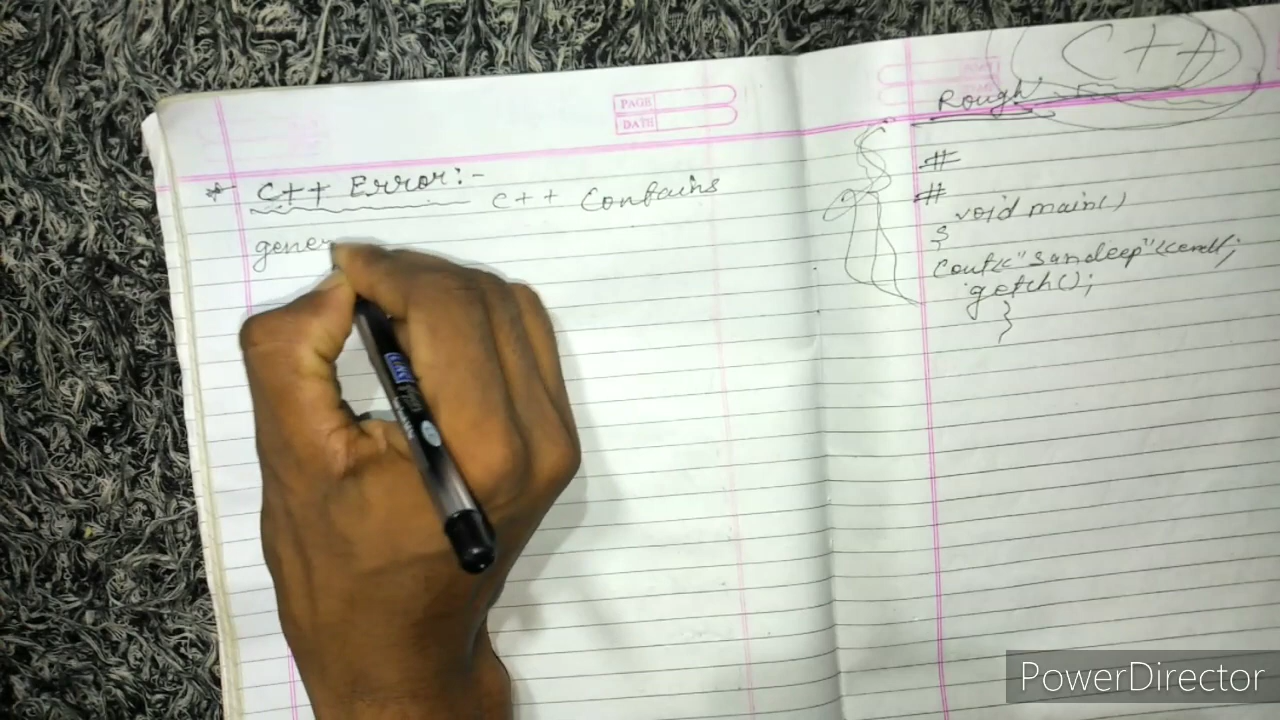 PAGE
DATE
* C++ Error:-
C++ Contains
gener
C++
Rough
#
#
void main()
{
cout<<"sandeep"<<endl;
getch();
}
PowerDirector